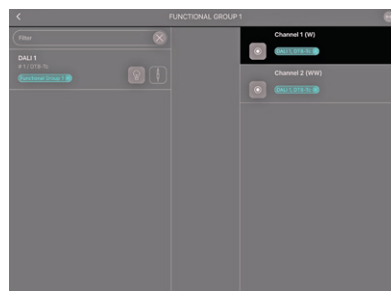 FUNCTIONAL GROUP 1
Filter
DALI 1
Functional Group 1
Channel 1 (W)
Channel 2 (WW)